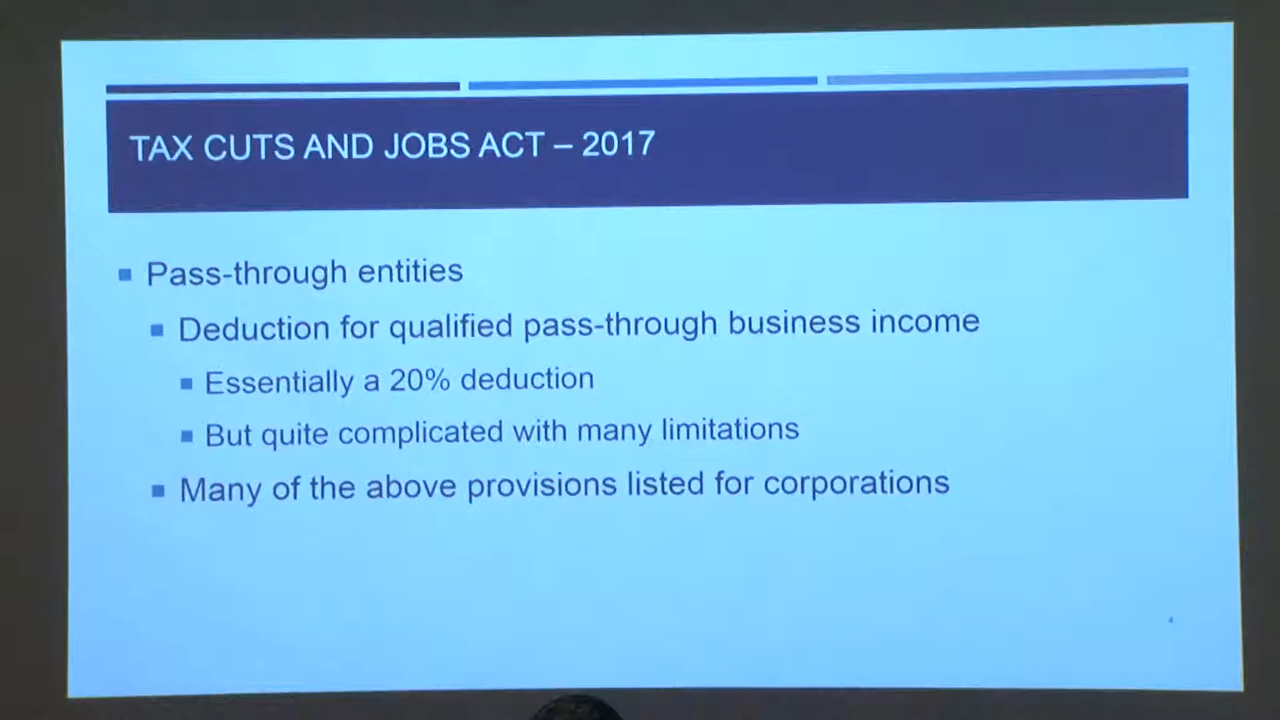 TAX CUTS AND JOBS ACT – 2017
Pass-through entities
Deduction for qualified pass-through business income
Essentially a 20% deduction
But quite complicated with many limitations
Many of the above provisions listed for corporations
4